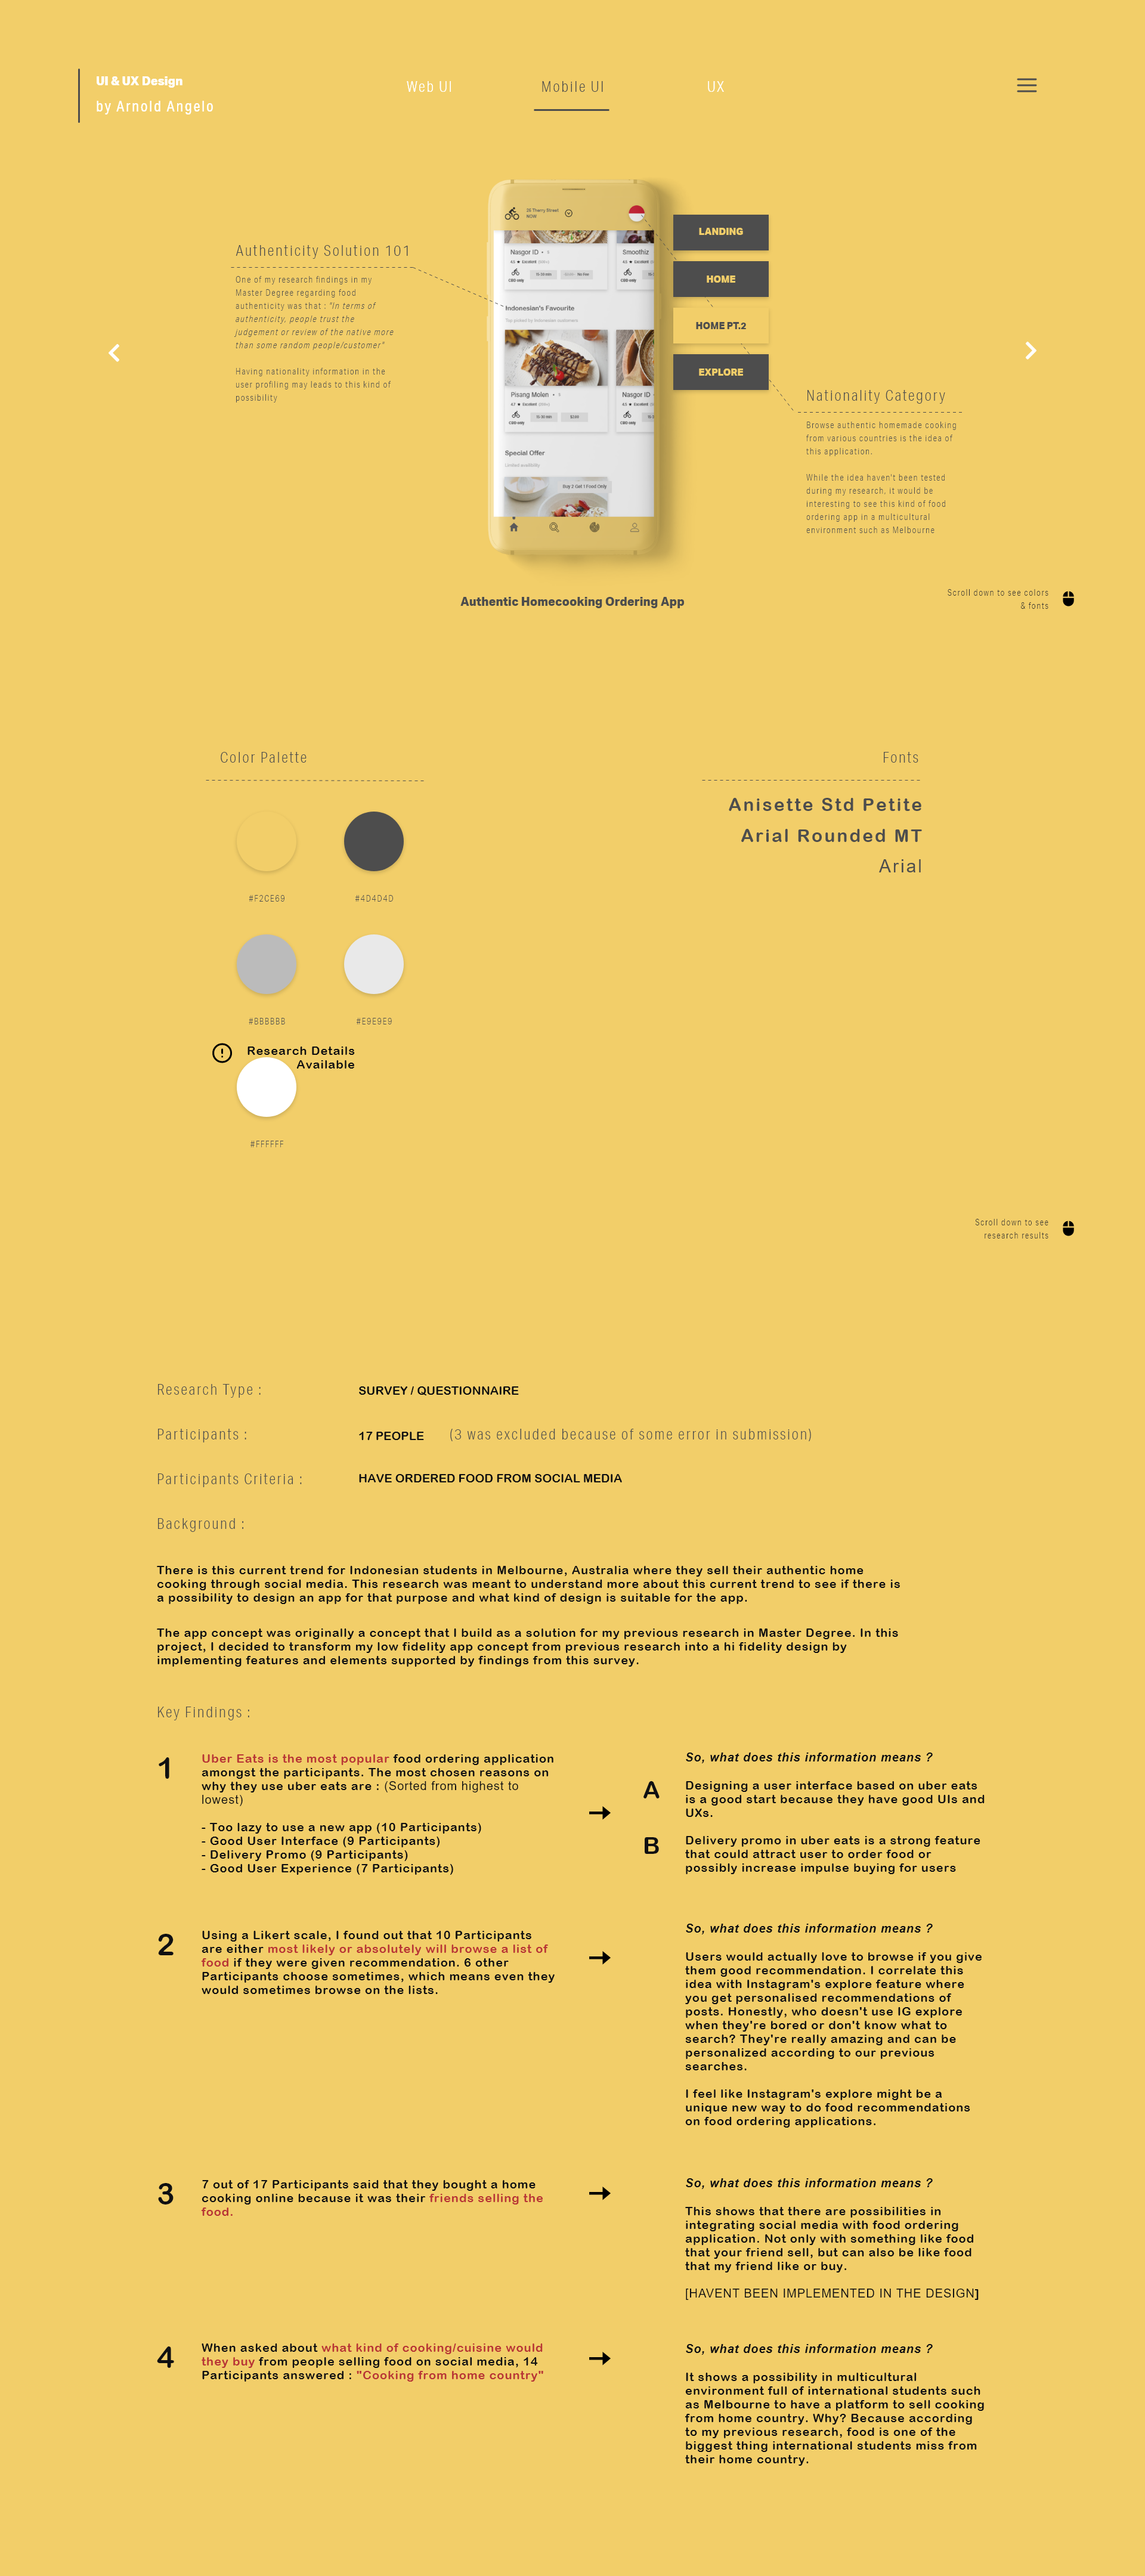 UI & UX Design
by Arnold Angelo
Web UI
Mobile UI
UX
Authenticity Solution 101
One of my research findings in my
Master Degree regarding food
authenticity was that : "In terms of
authenticity, people trust the
judgement or review of the native more
than some random people/customer"
Having nationality information in the
user profiling may leads to this kind of
possibility
NOW
Nasgor ID
Smoothiz
CBD only
Indonesian's Favourite
Top picked by Indonesian customers
Pisang Molen
Nasgor ID
CBD only
Special Offer
Limited availability
Buy 2 Get 1 Food Only
LANDING
HOME
HOME PT.2
EXPLORE
Nationality Category
Browse authentic homemade cooking
from various countries is the idea of
this application.
While the idea haven't been tested
during my research, it would be
interesting to see this kind of food
ordering app in a multicultural
environment such as Melbourne
Authentic Homecooking Ordering App
Scroll down to see colors
& fonts
Color Palette
#F2CE69
#4D4D4D
#BBBBBB
#E9E9E9
Research Details
Available
#FFFFFF
Fonts
Anisette Std Petite
Arial Rounded MT
Arial
Scroll down to see
research results
Research Type :
SURVEY / QUESTIONNAIRE
Participants :
17 PEOPLE (3 was excluded because of some error in submission)
Participants Criteria :
HAVE ORDERED FOOD FROM SOCIAL MEDIA
Background :
There is this current trend for Indonesian students in Melbourne, Australia where they sell their authentic home
cooking through social media. This research was meant to understand more about this current trend to see if there is
a possibility to design an app for that purpose and what kind of design is suitable for the app.
The app concept was originally a concept that I build as a solution for my previous research in Master Degree. In this
project, I decided to transform my low fidelity app concept from previous research into a hi fidelity design by
implementing features and elements supported by findings from this survey.
Key Findings :
1
Uber Eats is the most popular food ordering application
amongst the participants. The most chosen reasons on
why they use uber eats are : (Sorted from highest to
lowest)
- Too lazy to use a new app (10 Participants)
- Good User Interface (9 Participants)
- Delivery Promo (9 Participants)
- Good User Experience (7 Participants)
So, what does this information means ?
A
Designing a user interface based on uber eats
is a good start because they have good UIs and
UXs.
B
Delivery promo in uber eats is a strong feature
that could attract user to order food or
possibly increase impulse buying for users
2
Using a Likert scale, I found out that 10 Participants
are either most likely or absolutely will browse a list of
food if they were given recommendation. 6 other
Participants choose sometimes, which means even they
would sometimes browse on the lists.
So, what does this information means ?
Users would actually love to browse if you give
them good recommendation. I correlate this
idea with Instagram's explore feature where
you get personalised recommendations of
posts. Honestly, who doesn't use IG explore
when they're bored or don't know what to
search? They're really amazing and can be
personalized according to our previous
searches.
I feel like Instagram's explore might be a
unique new way to do food recommendations
on food ordering applications.
3
7 out of 17 Participants said that they bought a home
cooking online because it was their friends selling the
food.
So, what does this information means ?
This shows that there are possibilities in
integrating social media with food ordering
application. Not only with something like food
that your friend sell, but can also be like food
that my friend like or buy.
[HAVENT BEEN IMPLEMENTED IN THE DESIGN]
4
When asked about what kind of cooking/cuisine would
they buy from people selling food on social media, 14
Participants answered : "Cooking from home country"
So, what does this information means ?
It shows a possibility in multicultural
environment full of international students such
as Melbourne to have a platform to sell cooking
from home country. Why? Because according
to my previous research, food is one of the
biggest thing international students miss from
their home country.